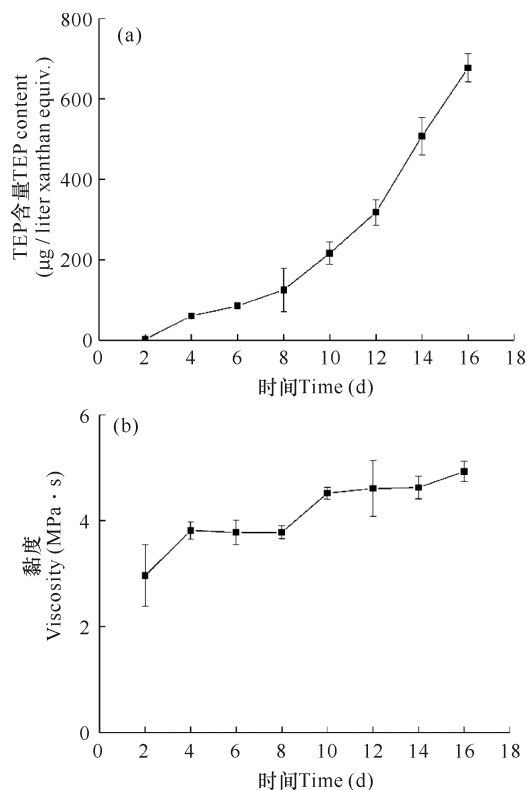 (a)
800
600
400
200
0
TEP含量TEP content
(μg / liter xanthan equiv.)
0 2 4 6 8 10 12 14 16 18
时间Time (d)
(b)
6
4
2
0
黏度
Viscosity (MPa · s)
0 2 4 6 8 10 12 14 16 18
时间Time (d)